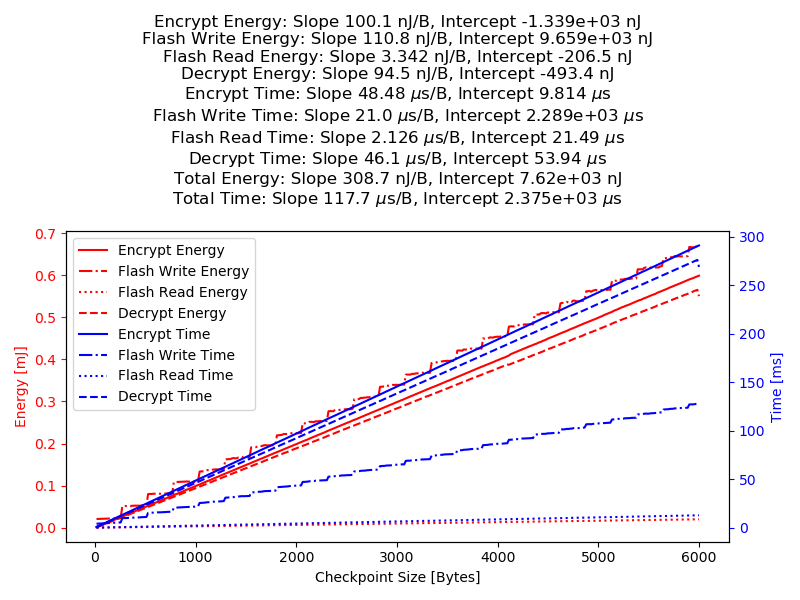 Encrypt Energy: Slope 100.1 nJ/B, Intercept -1.339e+03 nJ
Flash Write Energy: Slope 110.8 nJ/B, Intercept 9.659e+03 nJ
Flash Read Energy: Slope 3.342 nJ/B, Intercept -206.5 nJ
Decrypt Energy: Slope 94.5 nJ/B, Intercept -493.4 nJ
Encrypt Time: Slope 48.48 μs/B, Intercept 9.814 μs
Flash Write Time: Slope 21.0 μs/B, Intercept 2.289e+03 μs
Flash Read Time: Slope 2.126 μs/B, Intercept 21.49 μs
Decrypt Time: Slope 46.1 μs/B, Intercept 53.94 μs
Total Energy: Slope 308.7 nJ/B, Intercept 7.62e+03 nJ
Total Time: Slope 117.7 μs/B, Intercept 2.375e+03 μs
Energy [mJ]
0.7
0.6
0.5
0.4
0.3
0.2
0.1
0.0
Encrypt Energy
Flash Write Energy
Flash Read Energy
Decrypt Energy
Encrypt Time
Flash Write Time
Flash Read Time
Decrypt Time
300
250
200
150
100
50
0
Time [ms]
0 1000 2000 3000 4000 5000 6000
Checkpoint Size [Bytes]